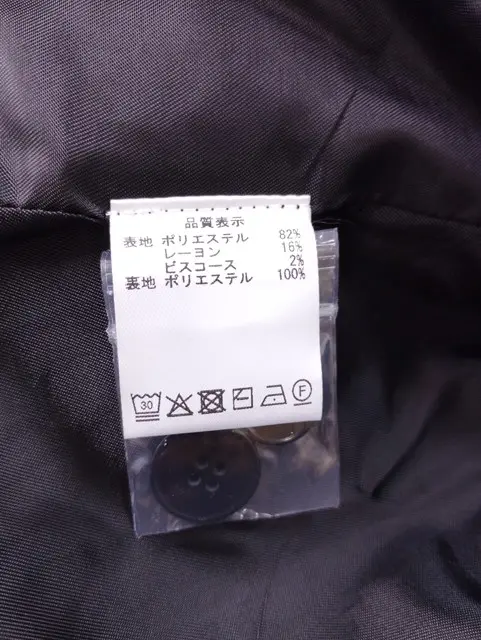 品質表示
表地 ポリエステル 82%
レーヨン 16%
ビスコース 2%
裏地 ポリエステル 100%
30
F